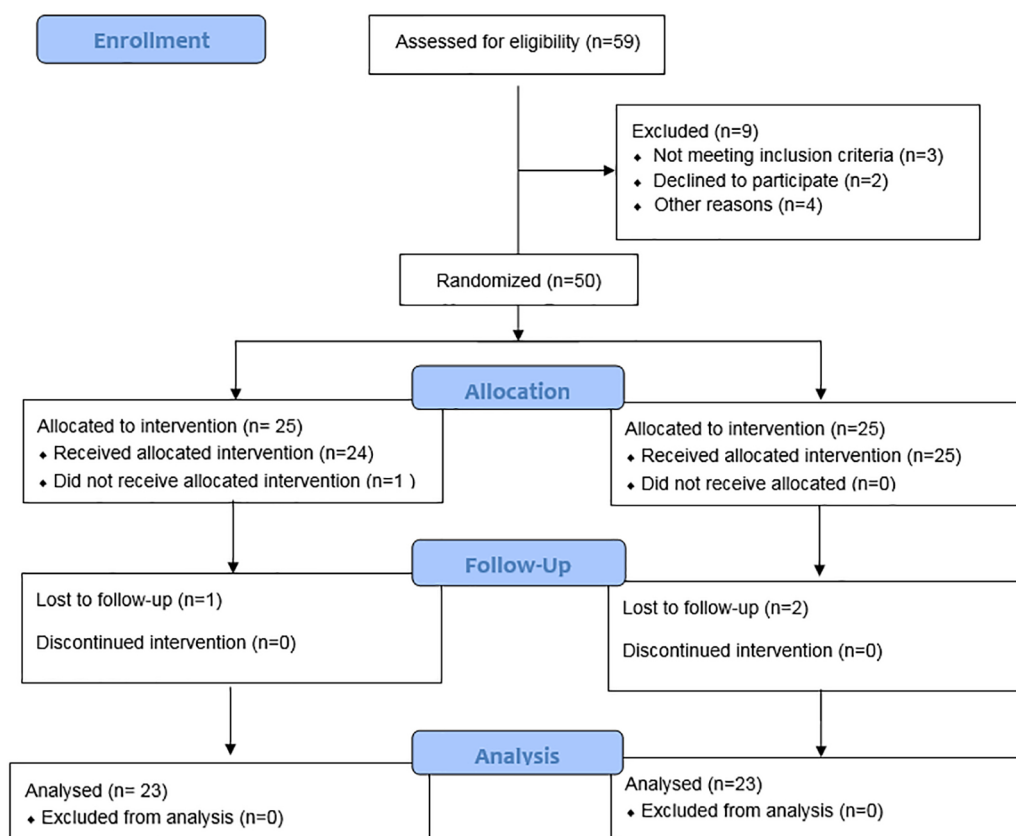 Enrollment
Assessed for eligibility (n=59)
Excluded (n=9)
⬥ Not meeting inclusion criteria (n=3)
⬥ Declined to participate (n=2)
⬥ Other reasons (n=4)
Randomized (n=50)
Allocation
Allocated to intervention (n= 25)
⬥ Received allocated intervention (n=24)
⬥ Did not receive allocated intervention (n=1 )
Allocated to intervention (n=25)
⬥ Received allocated intervention (n=25)
⬥ Did not receive allocated (n=0)
Follow-Up
Lost to follow-up (n=1)
Discontinued intervention (n=0)
Lost to follow-up (n=2)
Discontinued intervention (n=0)
Analysis
Analysed (n= 23)
⬥ Excluded from analysis (n=0)
Analysed (n=23)
⬥ Excluded from analysis (n=0)